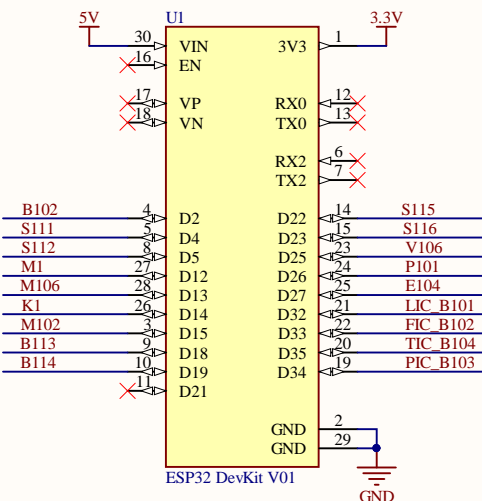 5V U1 3.3V
30 VIN 3V3 1
16 EN
17 VP RX0 12
18 VN TX0 13
RX2 6
TX2 7
B102 4 D2 D22 14 S115
S111 5 D4 D23 15 S116
S112 8 D5 D25 23 V106
M1 27 D12 D26 24 P101
M106 28 D13 D27 25 E104
K1 26 D14 D32 21 LIC_B101
M102 3 D15 D33 22 FIC_B102
B113 9 D18 D35 20 TIC_B104
B114 10 D19 D34 19 PIC_B103
11 D21
GND 2
GND 29
ESP32 DevKit V01
GND